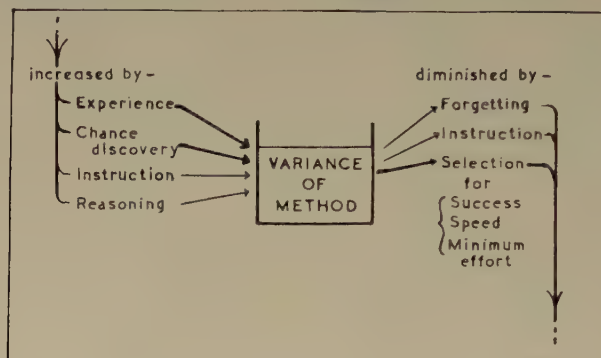 increased by -
Experience
Chance
discovery
Instruction
Reasoning
VARIANCE
OF
METHOD
diminished by -
Forgetting
Instruction
Selection
for
Success
Speed
Minimum
effort